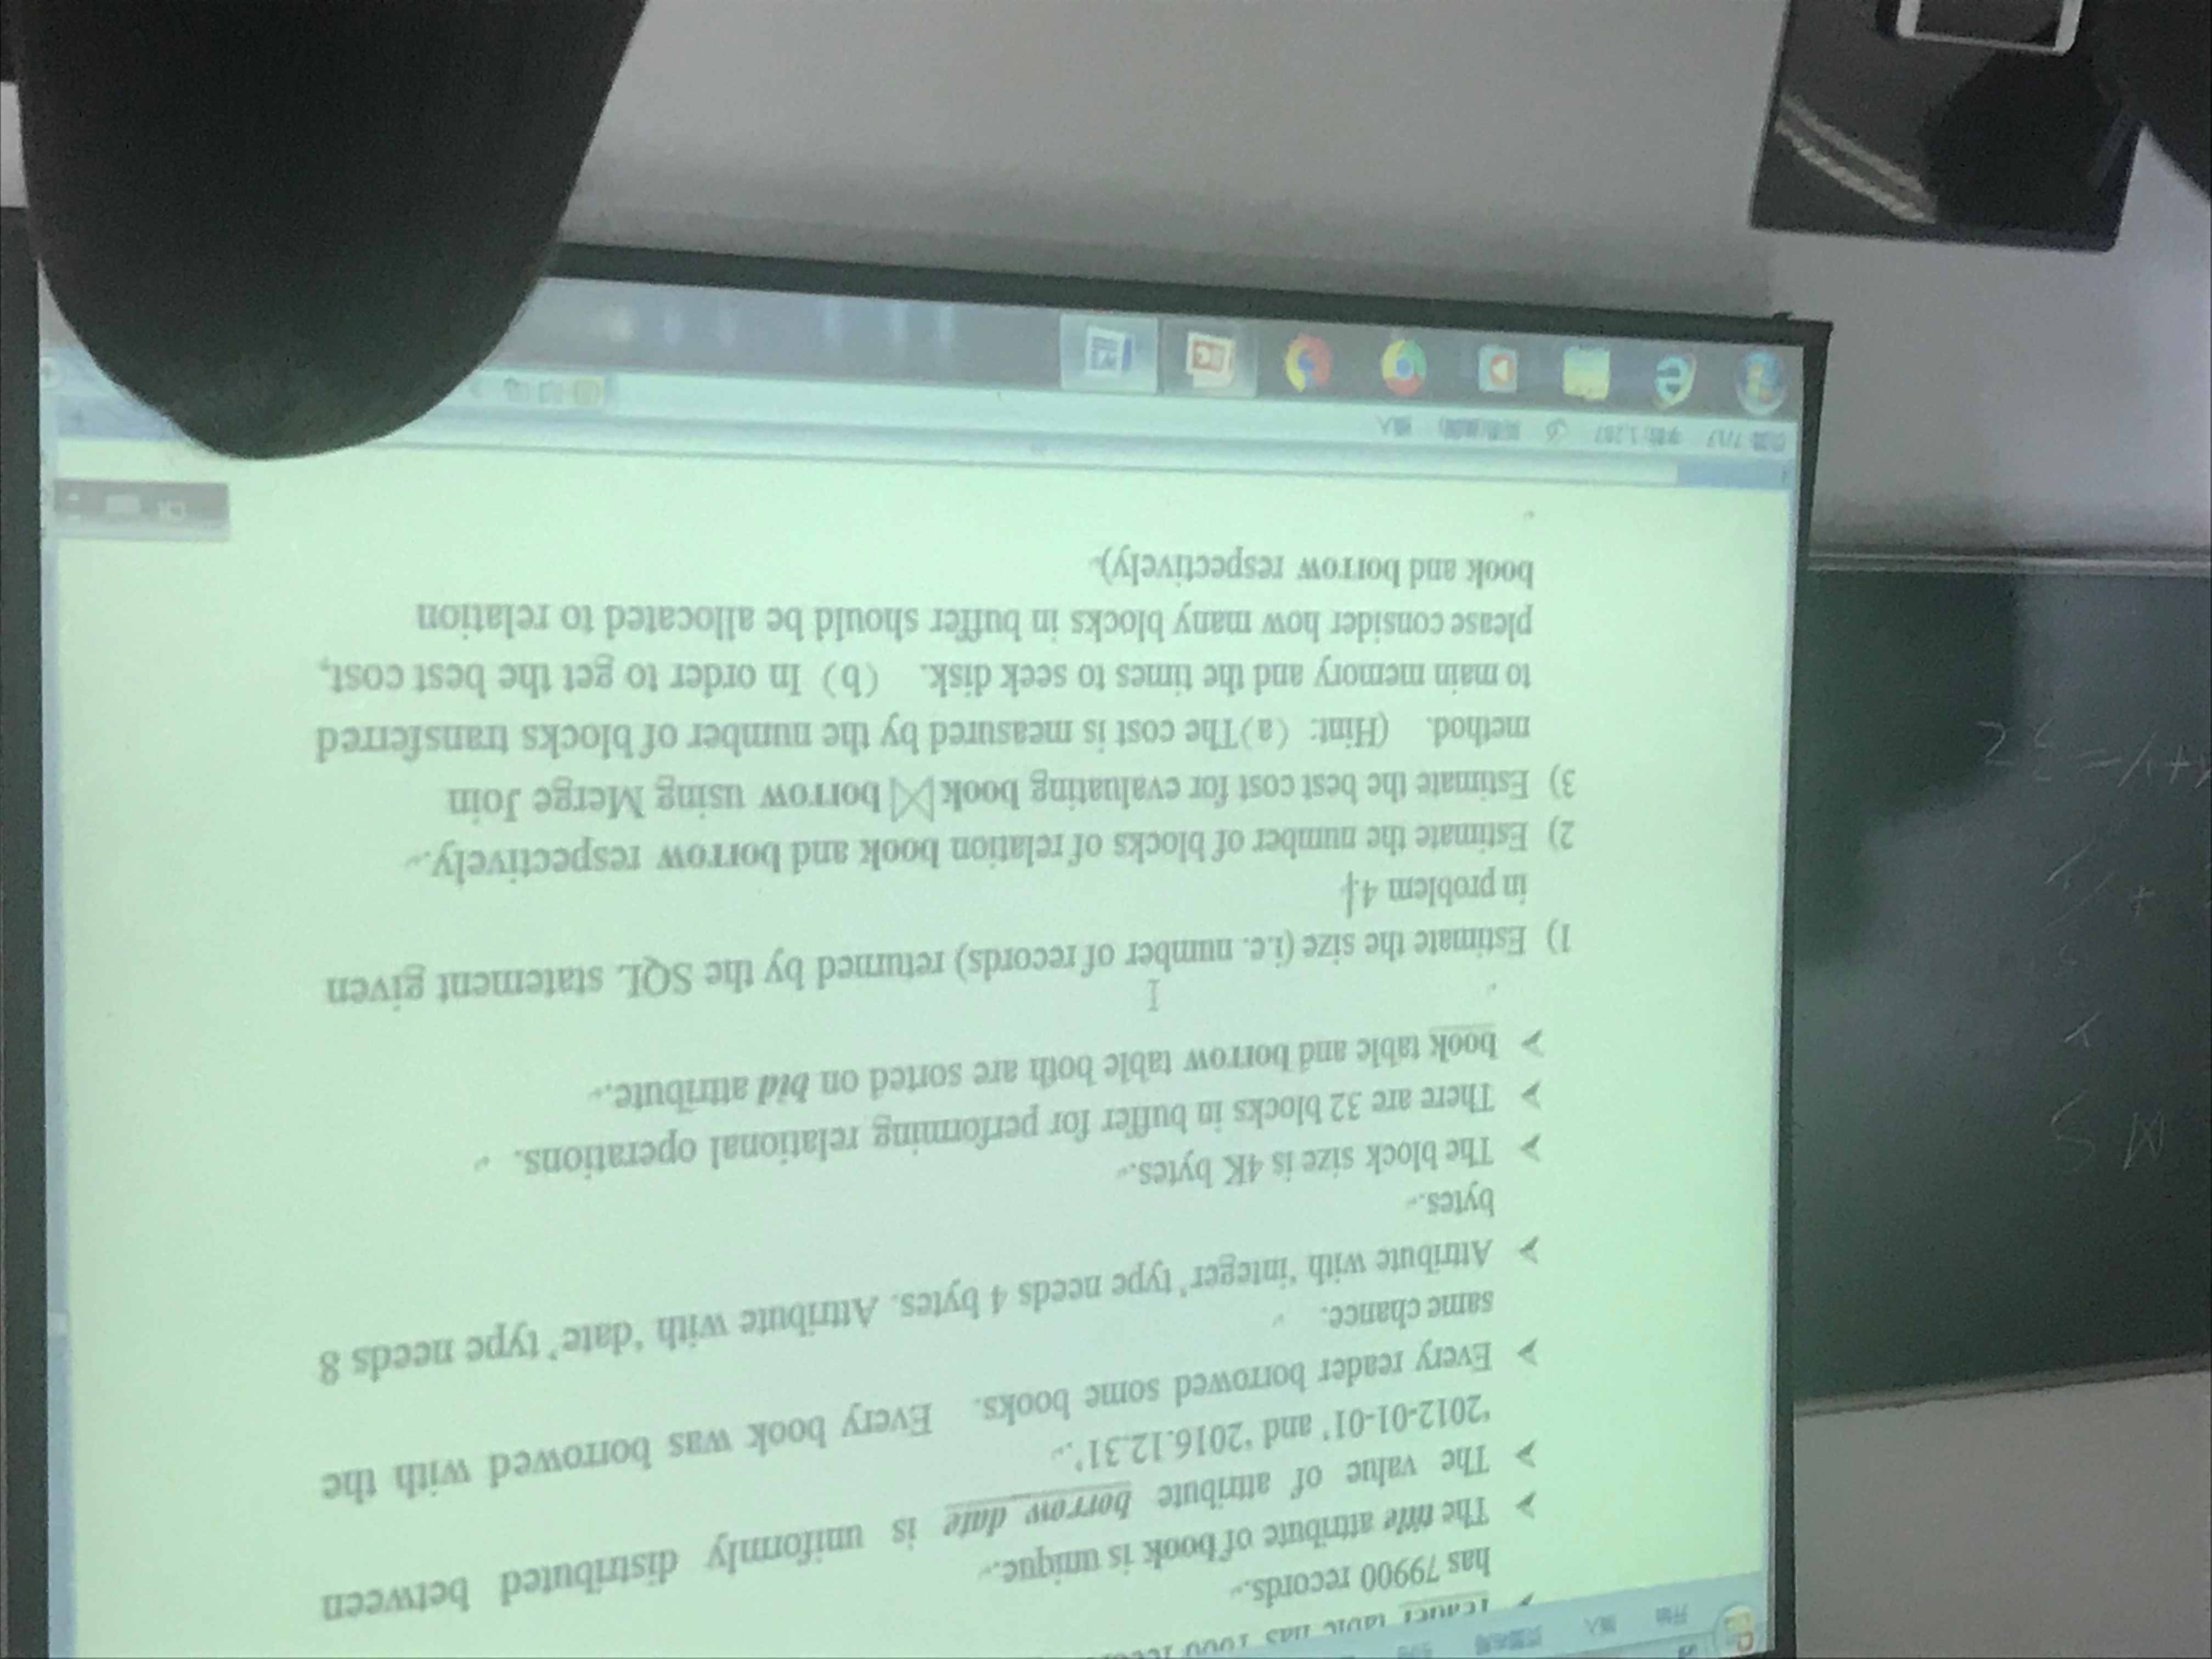 开始 插入 页面布局
reader table has 1000
has 79900 records.
➤ The title attribute of book is unique.
➤ The value of attribute borrow_date is uniformly distributed between
‘2012-01-01’ and ‘2016.12.31’.
➤ Every reader borrowed some books. Every book was borrowed with the
same chance.
➤ Attribute with ‘integer’ type needs 4 bytes. Attribute with ‘date’ type needs 8
bytes.
➤ The block size is 4K bytes.
➤ There are 32 blocks in buffer for performing relational operations.
➤ book table and borrow table both are sorted on bid attribute.
1) Estimate the size (i.e. number of records) returned by the SQL statement given
in problem 4.
2) Estimate the number of blocks of relation book and borrow respectively.
3) Estimate the best cost for evaluating book ⋈ borrow using Merge Join
method. (Hint: （a)The cost is measured by the number of blocks transferred
to main memory and the times to seek disk. （b）In order to get the best cost,
please consider how many blocks in buffer should be allocated to relation
book and borrow respectively).
页面: 7/17 字数: 1,287 英语(美国) 插入
⋈ S
y
+ y
+y=32